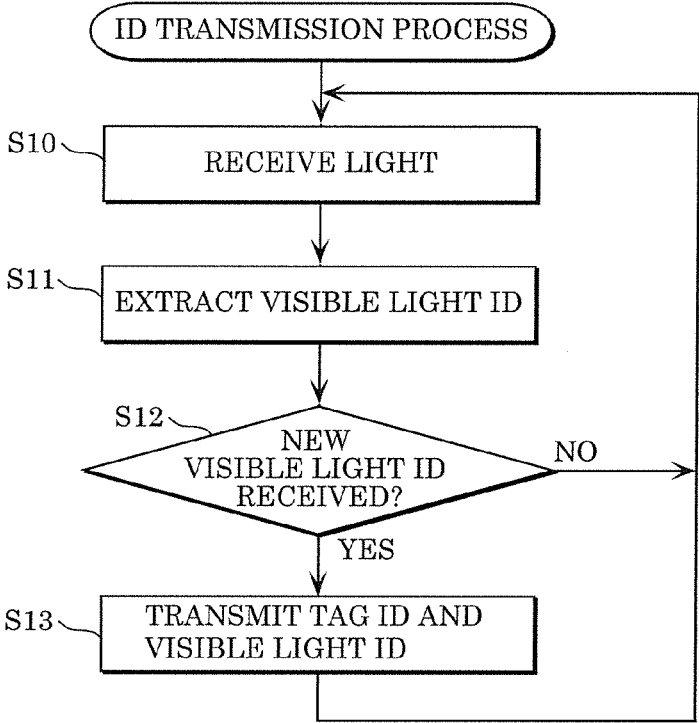 ID TRANSMISSION PROCESS
S10
RECEIVE LIGHT
S11
EXTRACT VISIBLE LIGHT ID
S12
NEW
VISIBLE LIGHT ID
RECEIVED?
NO
YES
S13
TRANSMIT TAG ID AND
VISIBLE LIGHT ID